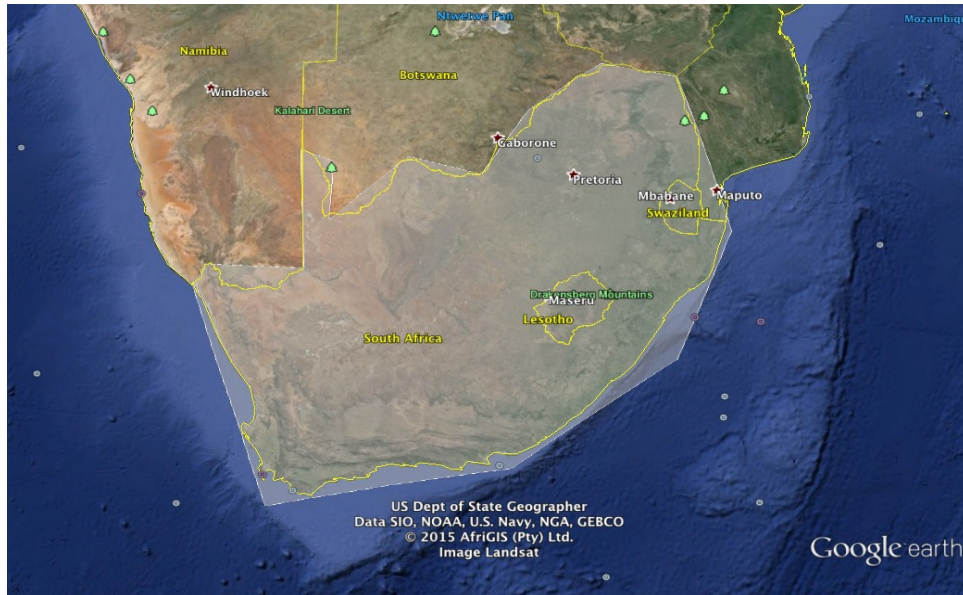 Ntwetwe Pan
Mozambiqu
Namibia
Botswana
Windhoek
Kalahari Desert
Gaborone
Pretoria
Mbabane
Maputo
Swaziland
Drakensberg Mountains
Maseru
Lesotho
South Africa
US Dept of State Geographer
Data SIO, NOAA, U.S. Navy, NGA, GEBCO
© 2015 AfriGIS (Pty) Ltd.
Image Landsat
Google earth